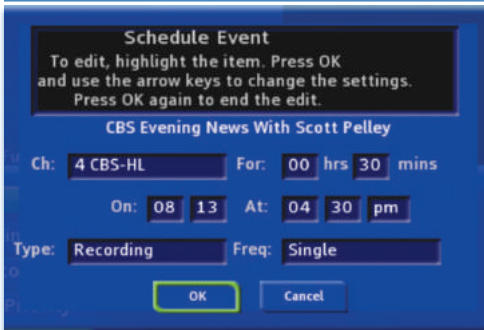 Schedule Event
To edit, highlight the item. Press OK
and use the arrow keys to change the settings.
Press OK again to end the edit.
CBS Evening News With Scott Pelley
Ch: 4 CBS-HL For: 00 hrs 30 mins
On: 08 13 At: 04 30 pm
Type: Recording Freq: Single
OK Cancel